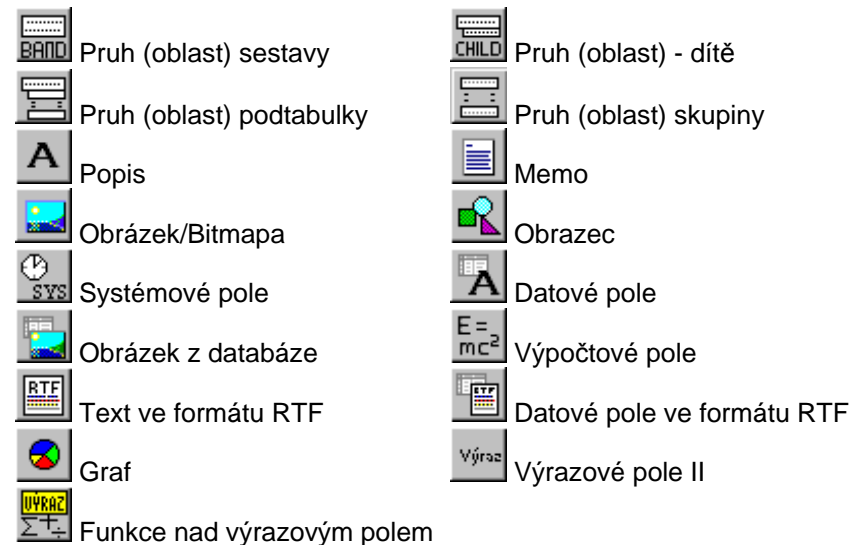 BAND Pruh (oblast) sestavy
CHILD Pruh (oblast) - dítě
Pruh (oblast) podtabulky
Pruh (oblast) skupiny
A Popis
Memo
Obrázek/Bitmapa
Obrazec
SYS Systémové pole
A Datové pole
Obrázek z databáze
E=
mc² Výpočtové pole
RTF Text ve formátu RTF
RTF Datové pole ve formátu RTF
Graf
Výraz Výrazové pole II
VÝRAZ
Σ+÷ Funkce nad výrazovým polem